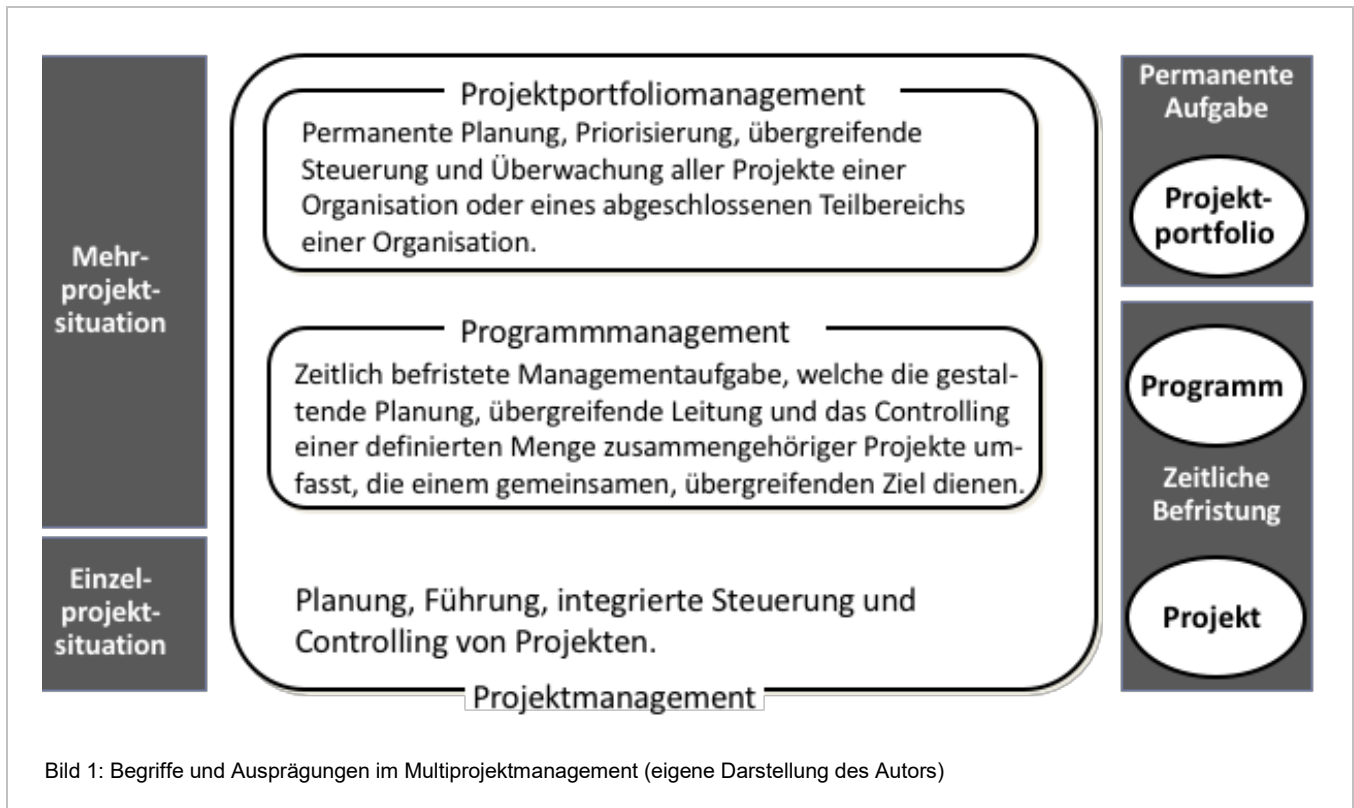 Mehr-
projekt-
situation
Einzel-
projekt-
situation
Projektportfoliomanagement
Permanente Planung, Priorisierung, übergreifende
Steuerung und Überwachung aller Projekte einer
Organisation oder eines abgeschlossenen Teilbereichs
einer Organisation.
Programmmanagement
Zeitlich befristete Managementaufgabe, welche die gestal-
tende Planung, übergreifende Leitung und das Controlling
einer definierten Menge zusammengehöriger Projekte um-
fasst, die einem gemeinsamen, übergreifenden Ziel dienen.
Planung, Führung, integrierte Steuerung und
Controlling von Projekten.
Projektmanagement
Permanente
Aufgabe
Projekt-
portfolio
Programm
Zeitliche
Befristung
Projekt
Bild 1: Begriffe und Ausprägungen im Multiprojektmanagement (eigene Darstellung des Autors)